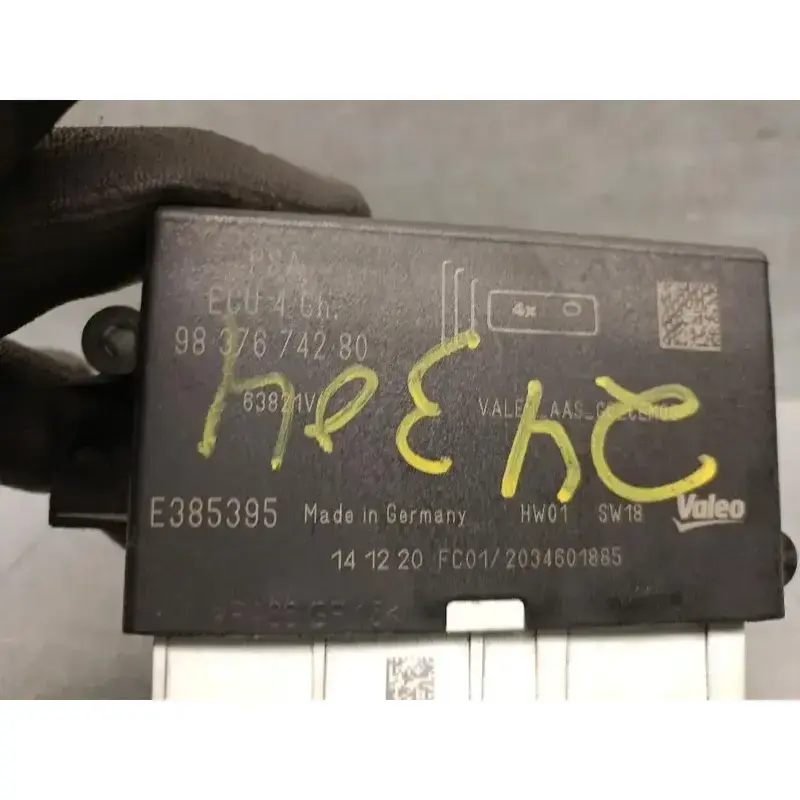 PSA
ECU 4 Ch.
98 376 742 80
63821V
4x
E385395 Made in Germany HW01 SW18 Valeo
14 12 20 FC01/2034601885